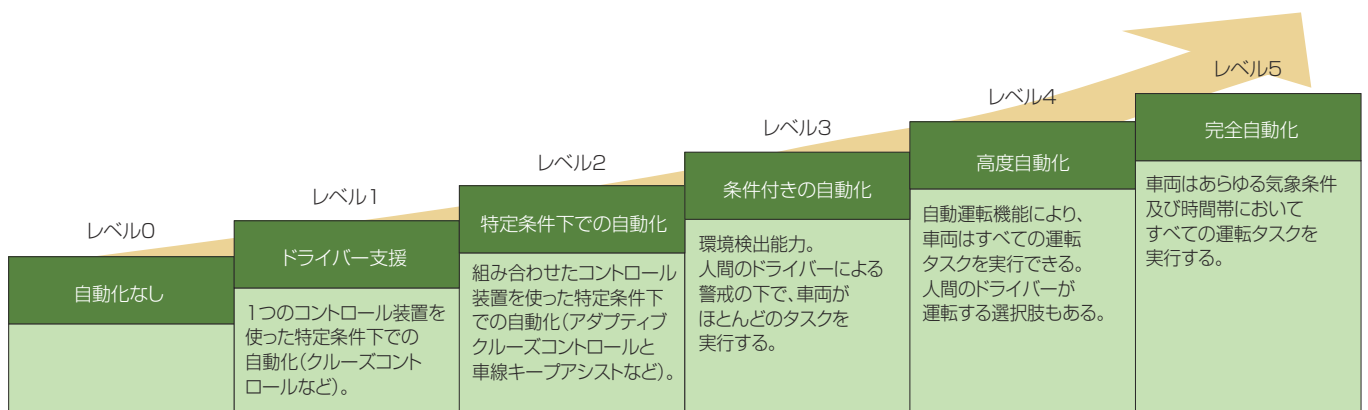 レベル0
自動化なし
レベル1
ドライバー支援
1つのコントロール装置を
使った特定条件下での
自動化(クルーズコント
ロールなど)。
レベル2
特定条件下での自動化
組み合わせたコントロール
装置を使った特定条件下
での自動化(アダプティブ
クルーズコントロールと
車線キープアシストなど)。
レベル3
条件付きの自動化
環境検出能力。
人間のドライバーによる
警戒の下で、車両が
ほとんどのタスクを
実行する。
レベル4
高度自動化
自動運転機能により、
車両はすべての運転
タスクを実行できる。
人間のドライバーが
運転する選択肢もある。
レベル5
完全自動化
車両はあらゆる気象条件
及び時間帯において
すべての運転タスクを
実行する。